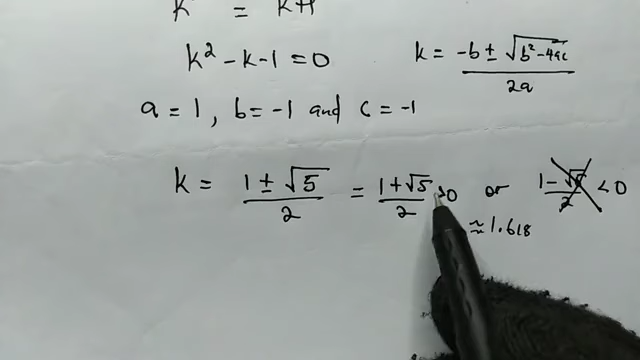 K = K+1
K² - K - 1 = 0
K = -b ± √b² - 4ac / 2a
a = 1, b = -1 and c = -1
K = 1 ± √5 / 2 = 1 + √5 / 2 >0 or 1 - √5 / 2 <0
≈ 1.618